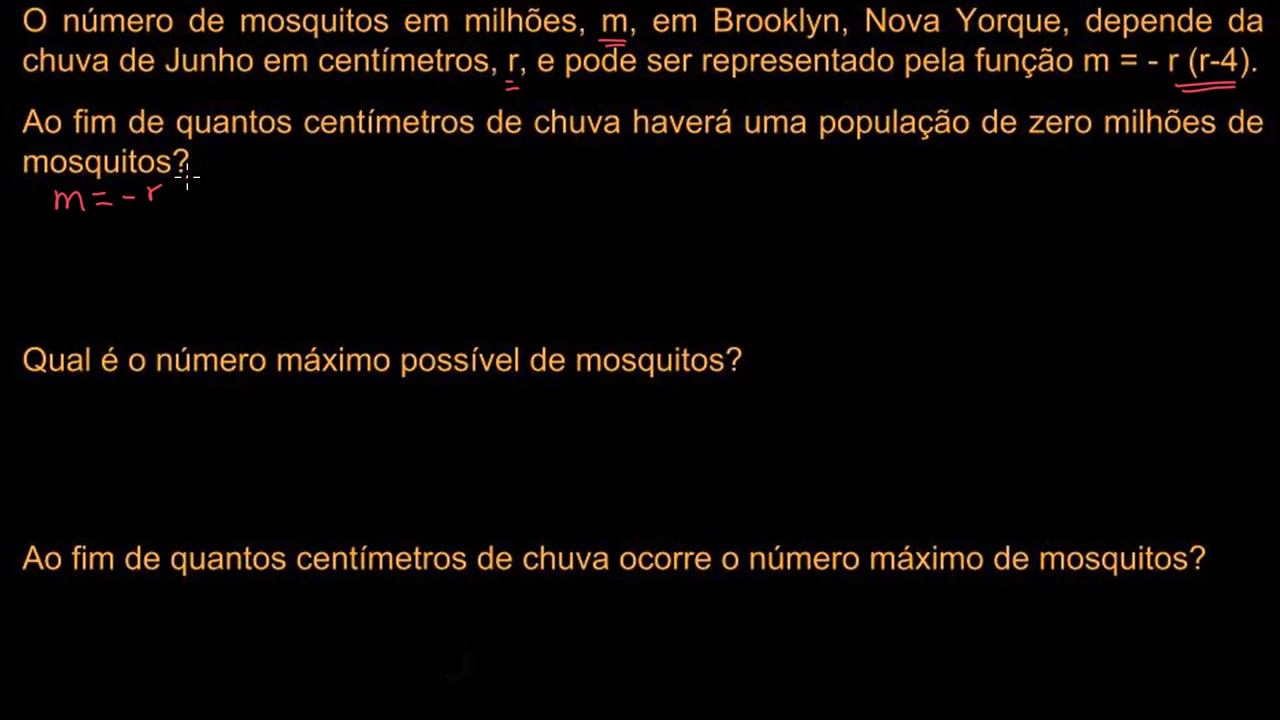 O número de mosquitos em milhões, m, em Brooklyn, Nova Yorque, depende da
chuva de Junho em centímetros, r, e pode ser representado pela função m = - r (r-4).
Ao fim de quantos centímetros de chuva haverá uma população de zero milhões de
mosquitos?
m = - r
Qual é o número máximo possível de mosquitos?
Ao fim de quantos centímetros de chuva ocorre o número máximo de mosquitos?